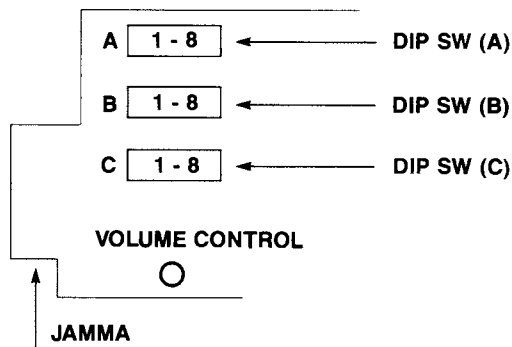 A 1 - 8 DIP SW (A)
B 1 - 8 DIP SW (B)
C 1 - 8 DIP SW (C)
VOLUME CONTROL
JAMMA